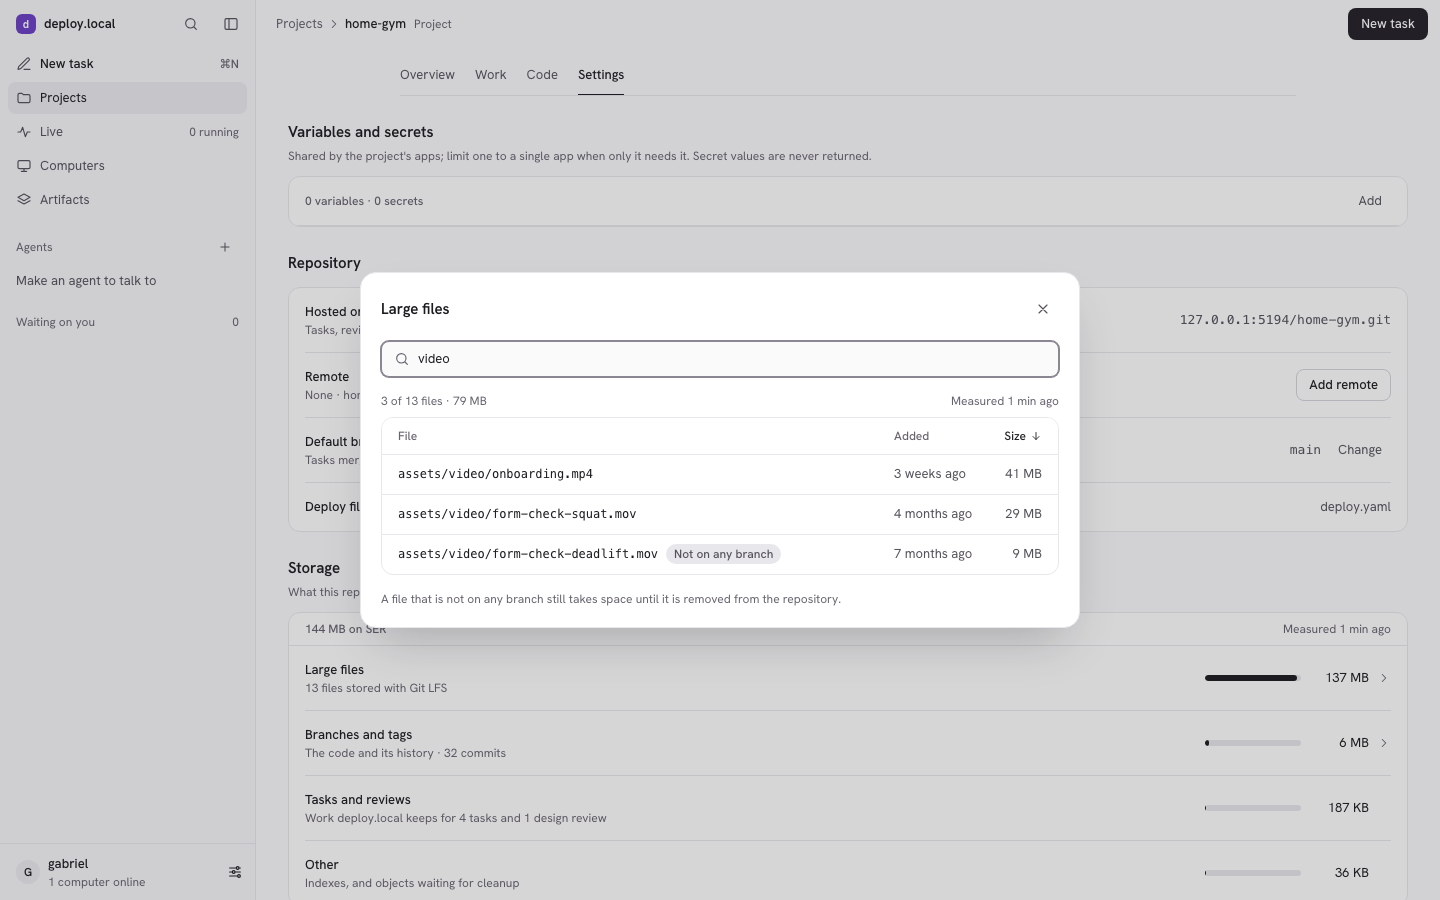 d deploy.local
Projects > home-gym Project
New task
New task ⌘N
Projects
Live 0 running
Computers
Artifacts
Agents
Make an agent to talk to
Waiting on you 0
G gabriel
1 computer online
Overview Work Code Settings
Variables and secrets
Shared by the project's apps; limit one to a single app when only it needs it. Secret values are never returned.
0 variables · 0 secrets Add
Repository
Hosted on
Tasks, revi
127.0.0.1:5194/home-gym.git
Remote
None · hom
Add remote
Default br
Tasks mer
main Change
Deploy fil
deploy.yaml
Large files
video
3 of 13 files · 79 MB Measured 1 min ago
File Added Size ↓
assets/video/onboarding.mp4 3 weeks ago 41 MB
assets/video/form-check-squat.mov 4 months ago 29 MB
assets/video/form-check-deadlift.mov Not on any branch 7 months ago 9 MB
A file that is not on any branch still takes space until it is removed from the repository.
Storage
What this rep
144 MB on SER Measured 1 min ago
Large files
13 files stored with Git LFS
137 MB
Branches and tags
The code and its history · 32 commits
6 MB
Tasks and reviews
Work deploy.local keeps for 4 tasks and 1 design review
187 KB
Other
Indexes, and objects waiting for cleanup
36 KB